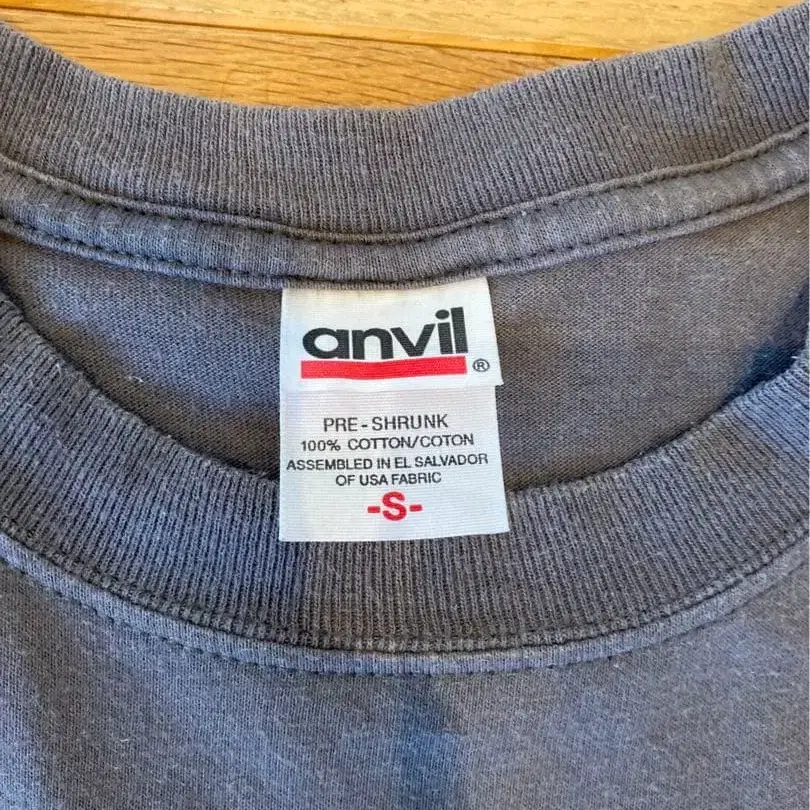 anvil®
PRE-SHRUNK
100% COTTON/COTON
ASSEMBLED IN EL SALVADOR
OF USA FABRIC
-S-